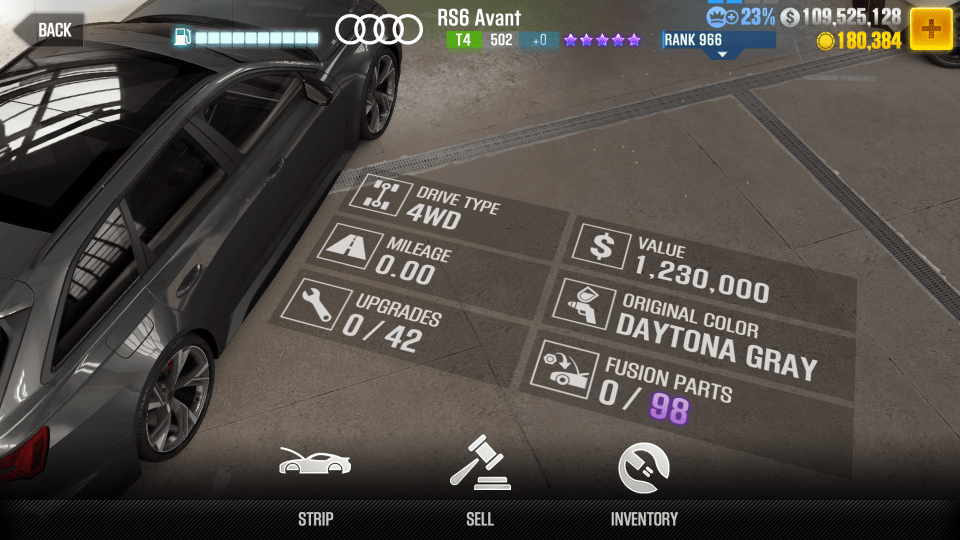 BACK
RS6 Avant
T4 502 +0
RANK 966
23%
$ 109,525,128
180,384
DRIVE TYPE
4WD
MILEAGE
0.00
UPGRADES
0 / 42
$ VALUE
1,230,000
ORIGINAL COLOR
DAYTONA GRAY
FUSION PARTS
0 / 98
STRIP
SELL
INVENTORY